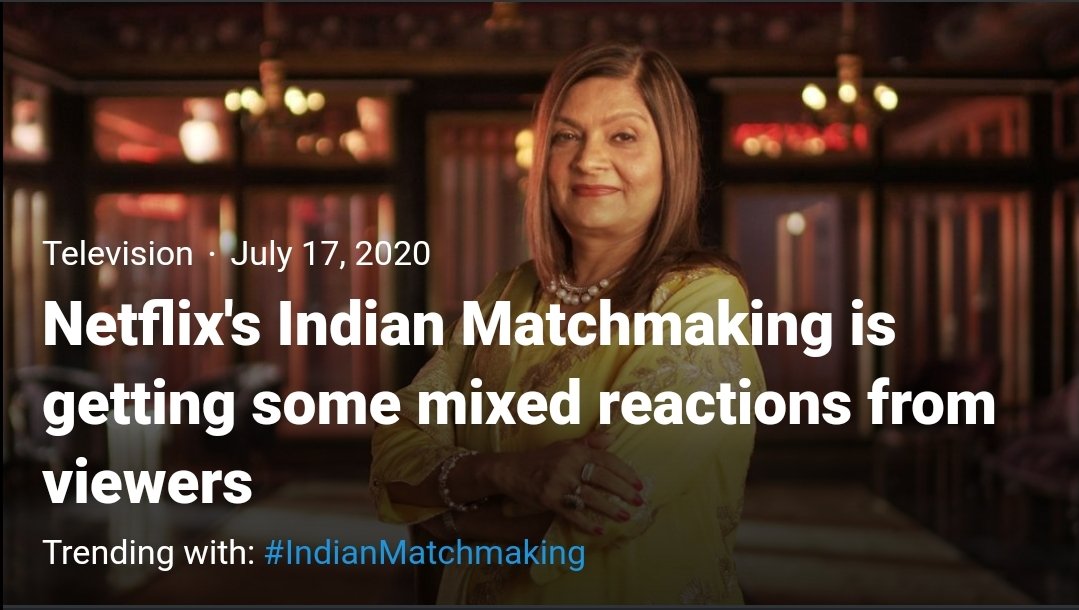 Television · July 17, 2020
Netflix's Indian Matchmaking is
getting some mixed reactions from
viewers
Trending with: #IndianMatchmaking